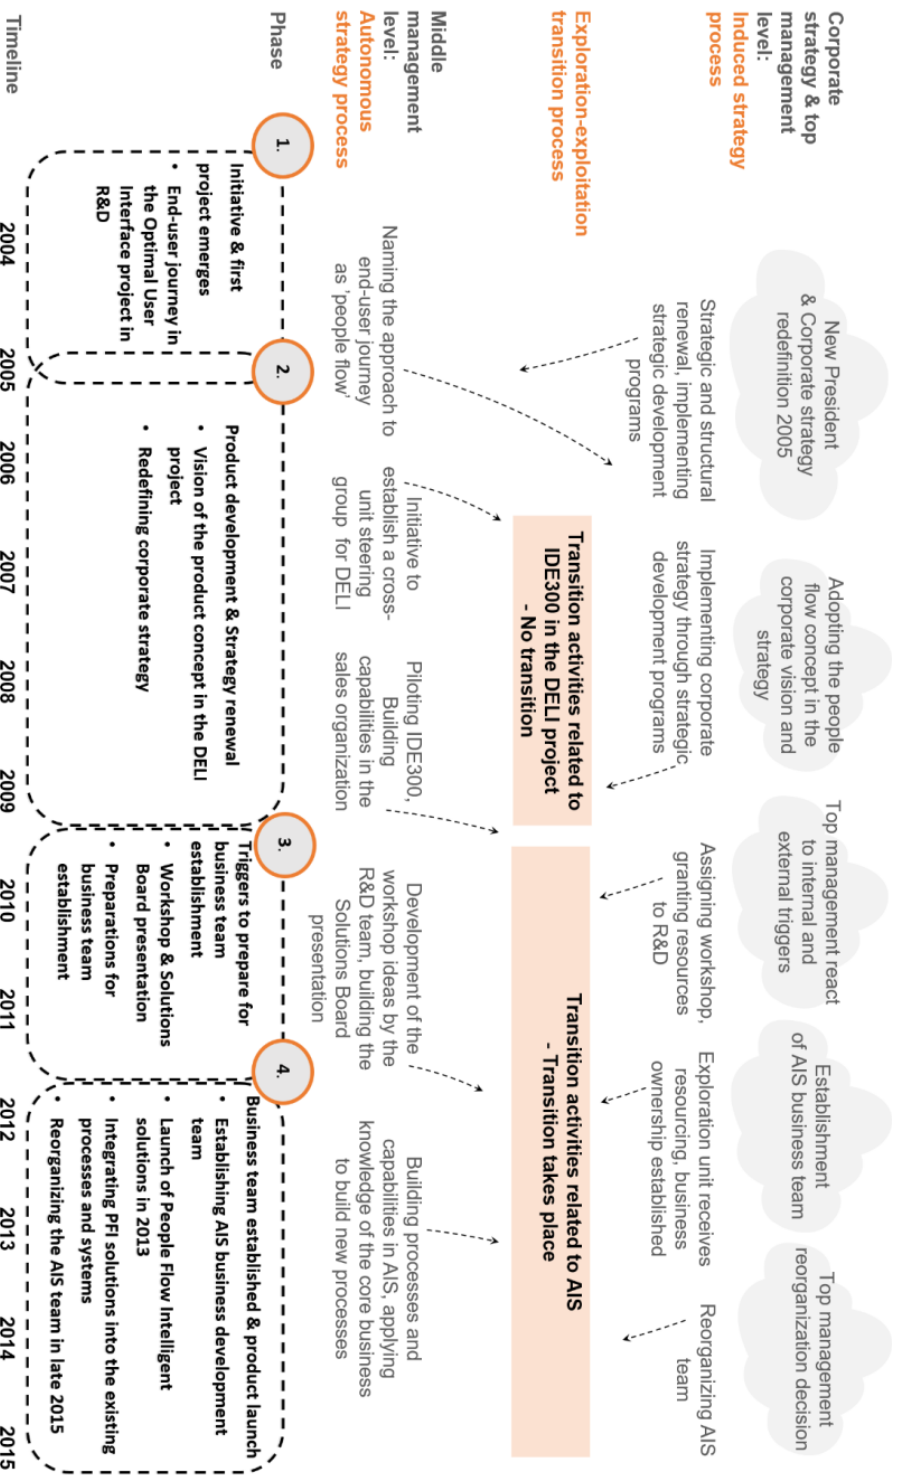 Corporate
strategy & top
management
level:
Induced strategy
process
New President
& Corporate strategy
redefinition 2005
Adopting the people
flow concept in the
corporate vision and
strategy
Top management react
to internal and
external triggers
Establishment
of AIS business team
Top management
reorganization decision
Strategic and structural
renewal, implementing
strategic development
programs
Implementing corporate
strategy through strategic
development programs
Assigning workshop,
granting resources
to R&D
Exploration unit receives
resourcing, business
ownership established
Reorganizing AIS
team
Exploration-exploitation
transition process
Transition activities related to
IDE300 in the DELI project
- No transition
Transition activities related to AIS
- Transition takes place
Middle
management
level:
Autonomous
strategy process
Naming the approach to
end-user journey
as 'people flow'
Initiative to
establish a cross-
unit steering
group for DELI
Piloting IDE300,
Building
capabilities in the
sales organization
Development of the
workshop ideas by the
R&D team, building the
Solutions Board
presentation
Building processes and
capabilities in AIS, applying
knowledge of the core business
to build new processes
Phase
1.
2.
3.
4.
Initiative & first
project emerges
• End-user journey in
the Optimal User
Interface project in
R&D
Product development & Strategy renewal
• Vision of the product concept in the DELI
project
• Redefining corporate strategy
Triggers to prepare for
business team
establishment
• Workshop & Solutions
Board presentation
• Preparations for
business team
establishment
Business team established & product launch
• Establishing AIS business development
team
• Launch of People Flow Intelligent
solutions in 2013
• Integrating PFI solutions into the existing
processes and systems
• Reorganizing the AIS team in late 2015
Timeline
2004
2005
2006
2007
2008
2009
2010
2011
2012
2013
2014
2015